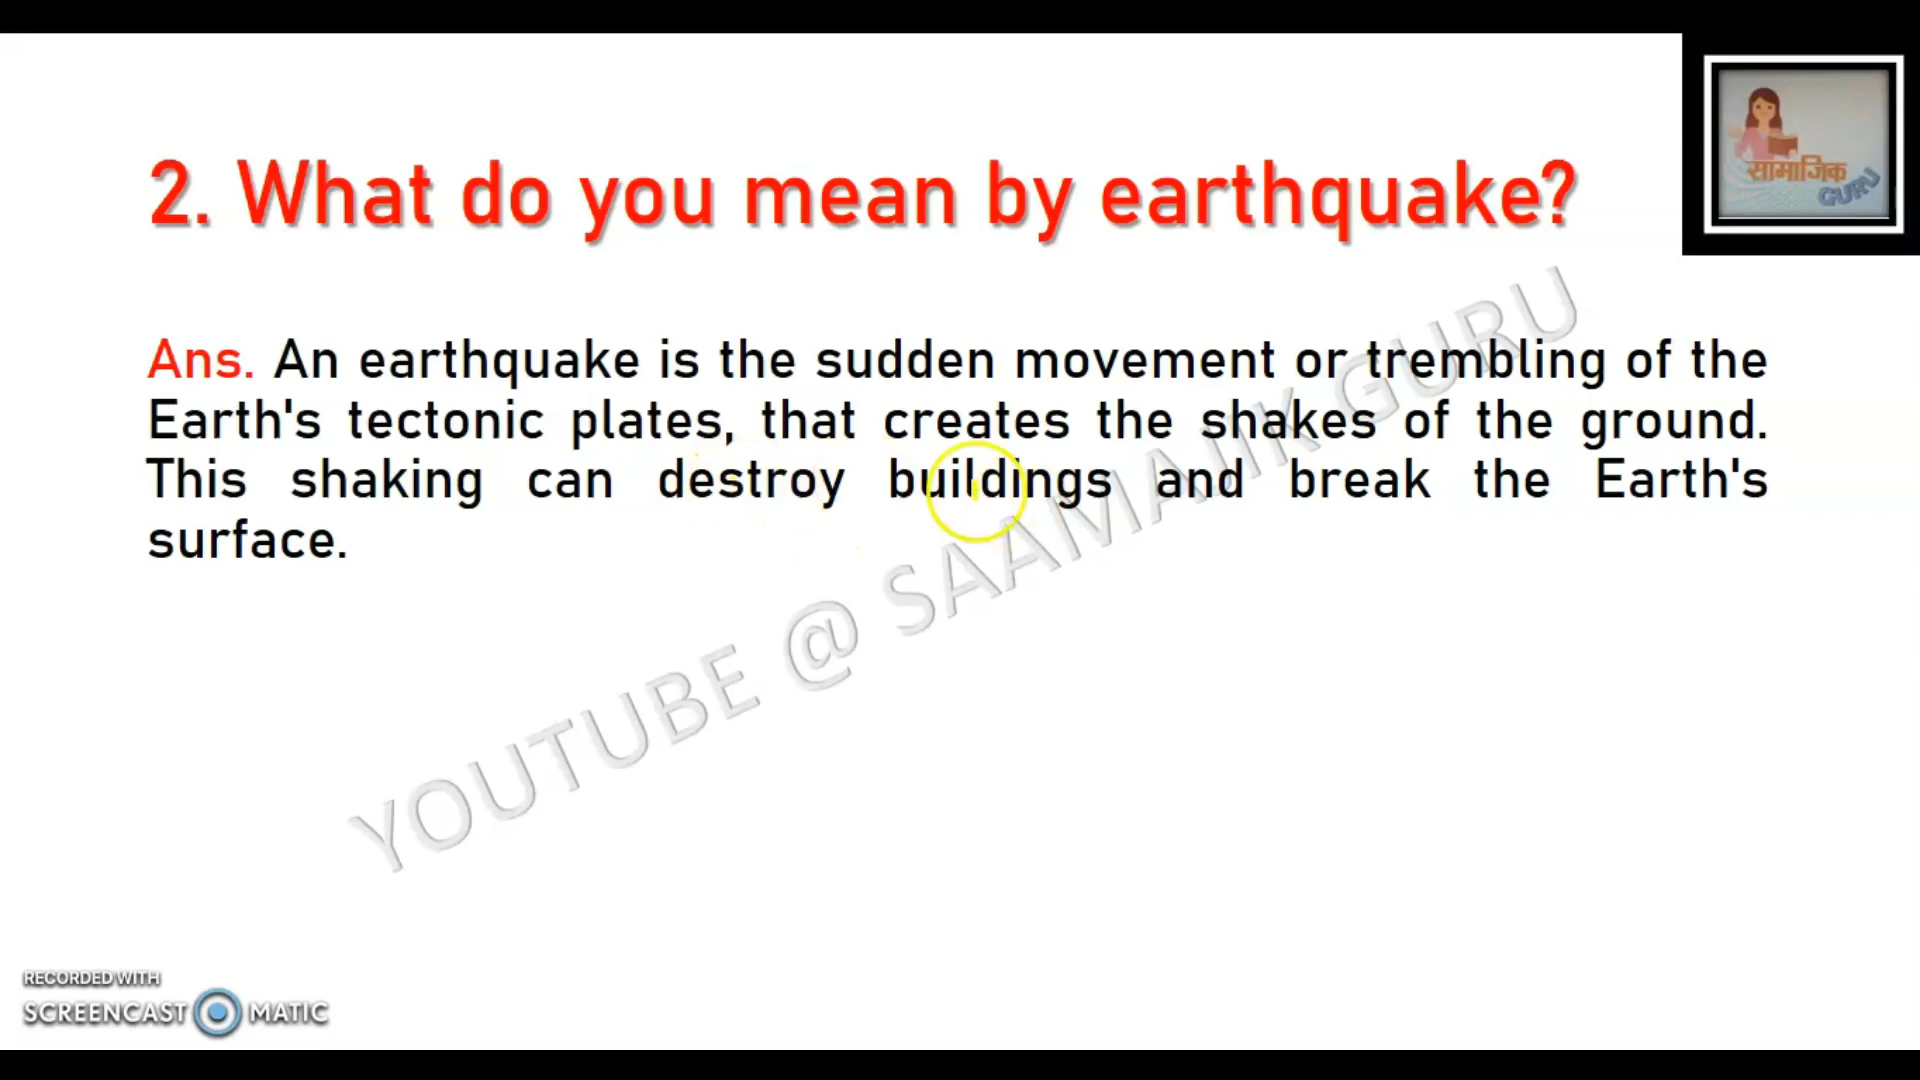 2. What do you mean by earthquake?
सामाजिक
GURU
Ans. An earthquake is the sudden movement or trembling of the
Earth's tectonic plates, that creates the shakes of the ground.
This shaking can destroy buildings and break the Earth's
surface.
YOUTUBE @ SAAMAJIK GURU
RECORDED WITH
SCREENCAST MATIC